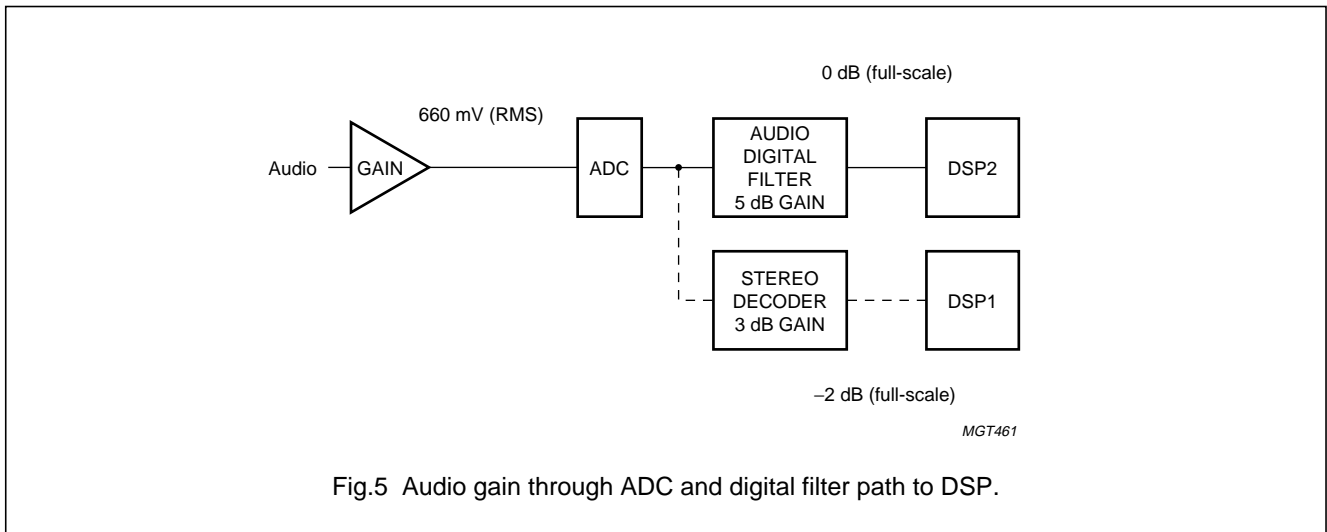 0 dB (full-scale)
660 mV (RMS)
Audio
GAIN
ADC
AUDIO
DIGITAL
FILTER
5 dB GAIN
DSP2
STEREO
DECODER
3 dB GAIN
DSP1
−2 dB (full-scale)
MGT461
Fig.5 Audio gain through ADC and digital filter path to DSP.